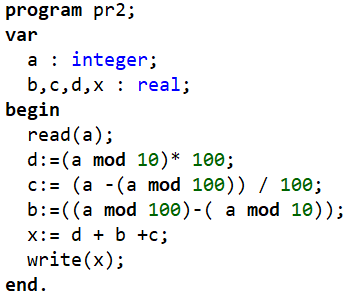 program pr2;
var
a : integer;
b,c,d,x : real;
begin
read(a);
d:=(a mod 10)* 100;
c:= (a -(a mod 100)) / 100;
b:=((a mod 100)-( a mod 10));
x:= d + b +c;
write(x);
end.